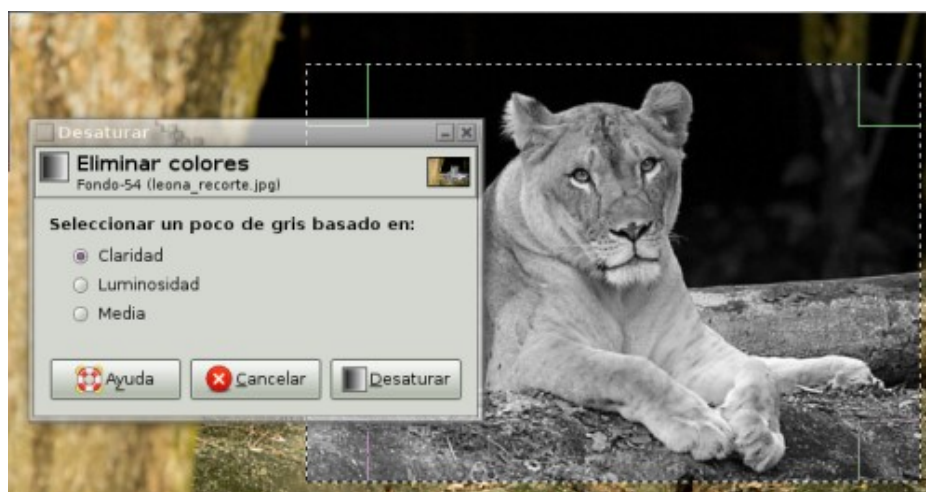 Desaturar
Eliminar colores
Fondo-54 (leona_recorte.jpg)
Seleccionar un poco de gris basado en:
Claridad
Luminosidad
Media
Ayuda Cancelar Desaturar